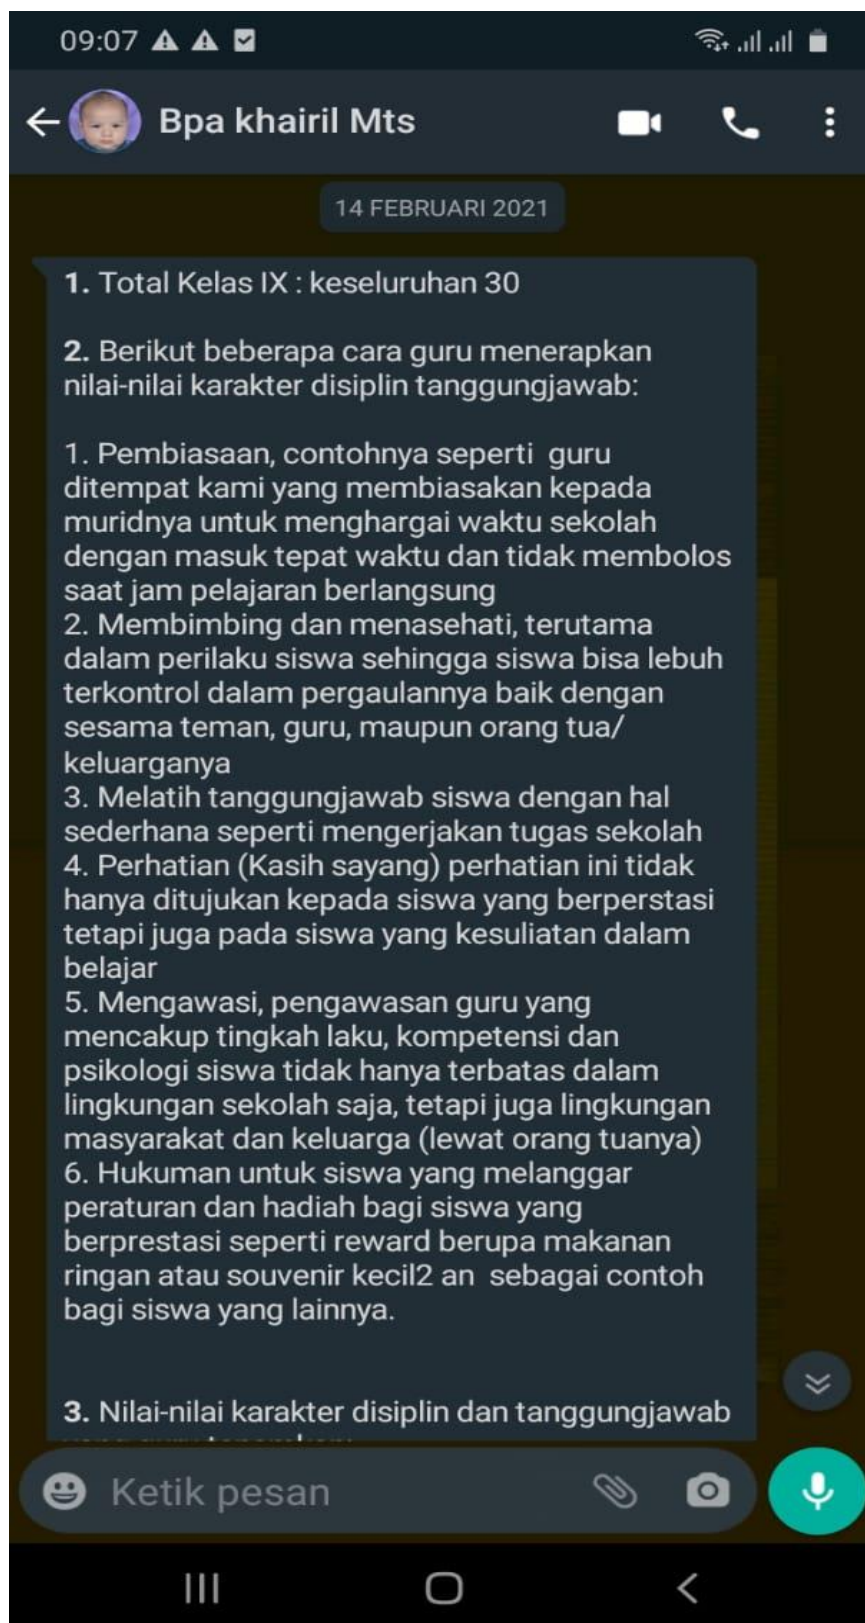 09:07
Bpa khairil Mts
14 FEBRUARI 2021
1. Total Kelas IX : keseluruhan 30
2. Berikut beberapa cara guru menerapkan
nilai-nilai karakter disiplin tanggungjawab:
1. Pembiasaan, contohnya seperti  guru
ditempat kami yang membiasakan kepada
muridnya untuk menghargai waktu sekolah
dengan masuk tepat waktu dan tidak membolos
saat jam pelajaran berlangsung
2. Membimbing dan menasehati, terutama
dalam perilaku siswa sehingga siswa bisa lebuh
terkontrol dalam pergaulannya baik dengan
sesama teman, guru, maupun orang tua/
keluarganya
3. Melatih tanggungjawab siswa dengan hal
sederhana seperti mengerjakan tugas sekolah
4. Perhatian (Kasih sayang) perhatian ini tidak
hanya ditujukan kepada siswa yang berperstasi
tetapi juga pada siswa yang kesuliatan dalam
belajar
5. Mengawasi, pengawasan guru yang
mencakup tingkah laku, kompetensi dan
psikologi siswa tidak hanya terbatas dalam
lingkungan sekolah saja, tetapi juga lingkungan
masyarakat dan keluarga (lewat orang tuanya)
6. Hukuman untuk siswa yang melanggar
peraturan dan hadiah bagi siswa yang
berprestasi seperti reward berupa makanan
ringan atau souvenir kecil2 an  sebagai contoh
bagi siswa yang lainnya.
3. Nilai-nilai karakter disiplin dan tanggungjawab
Ketik pesan